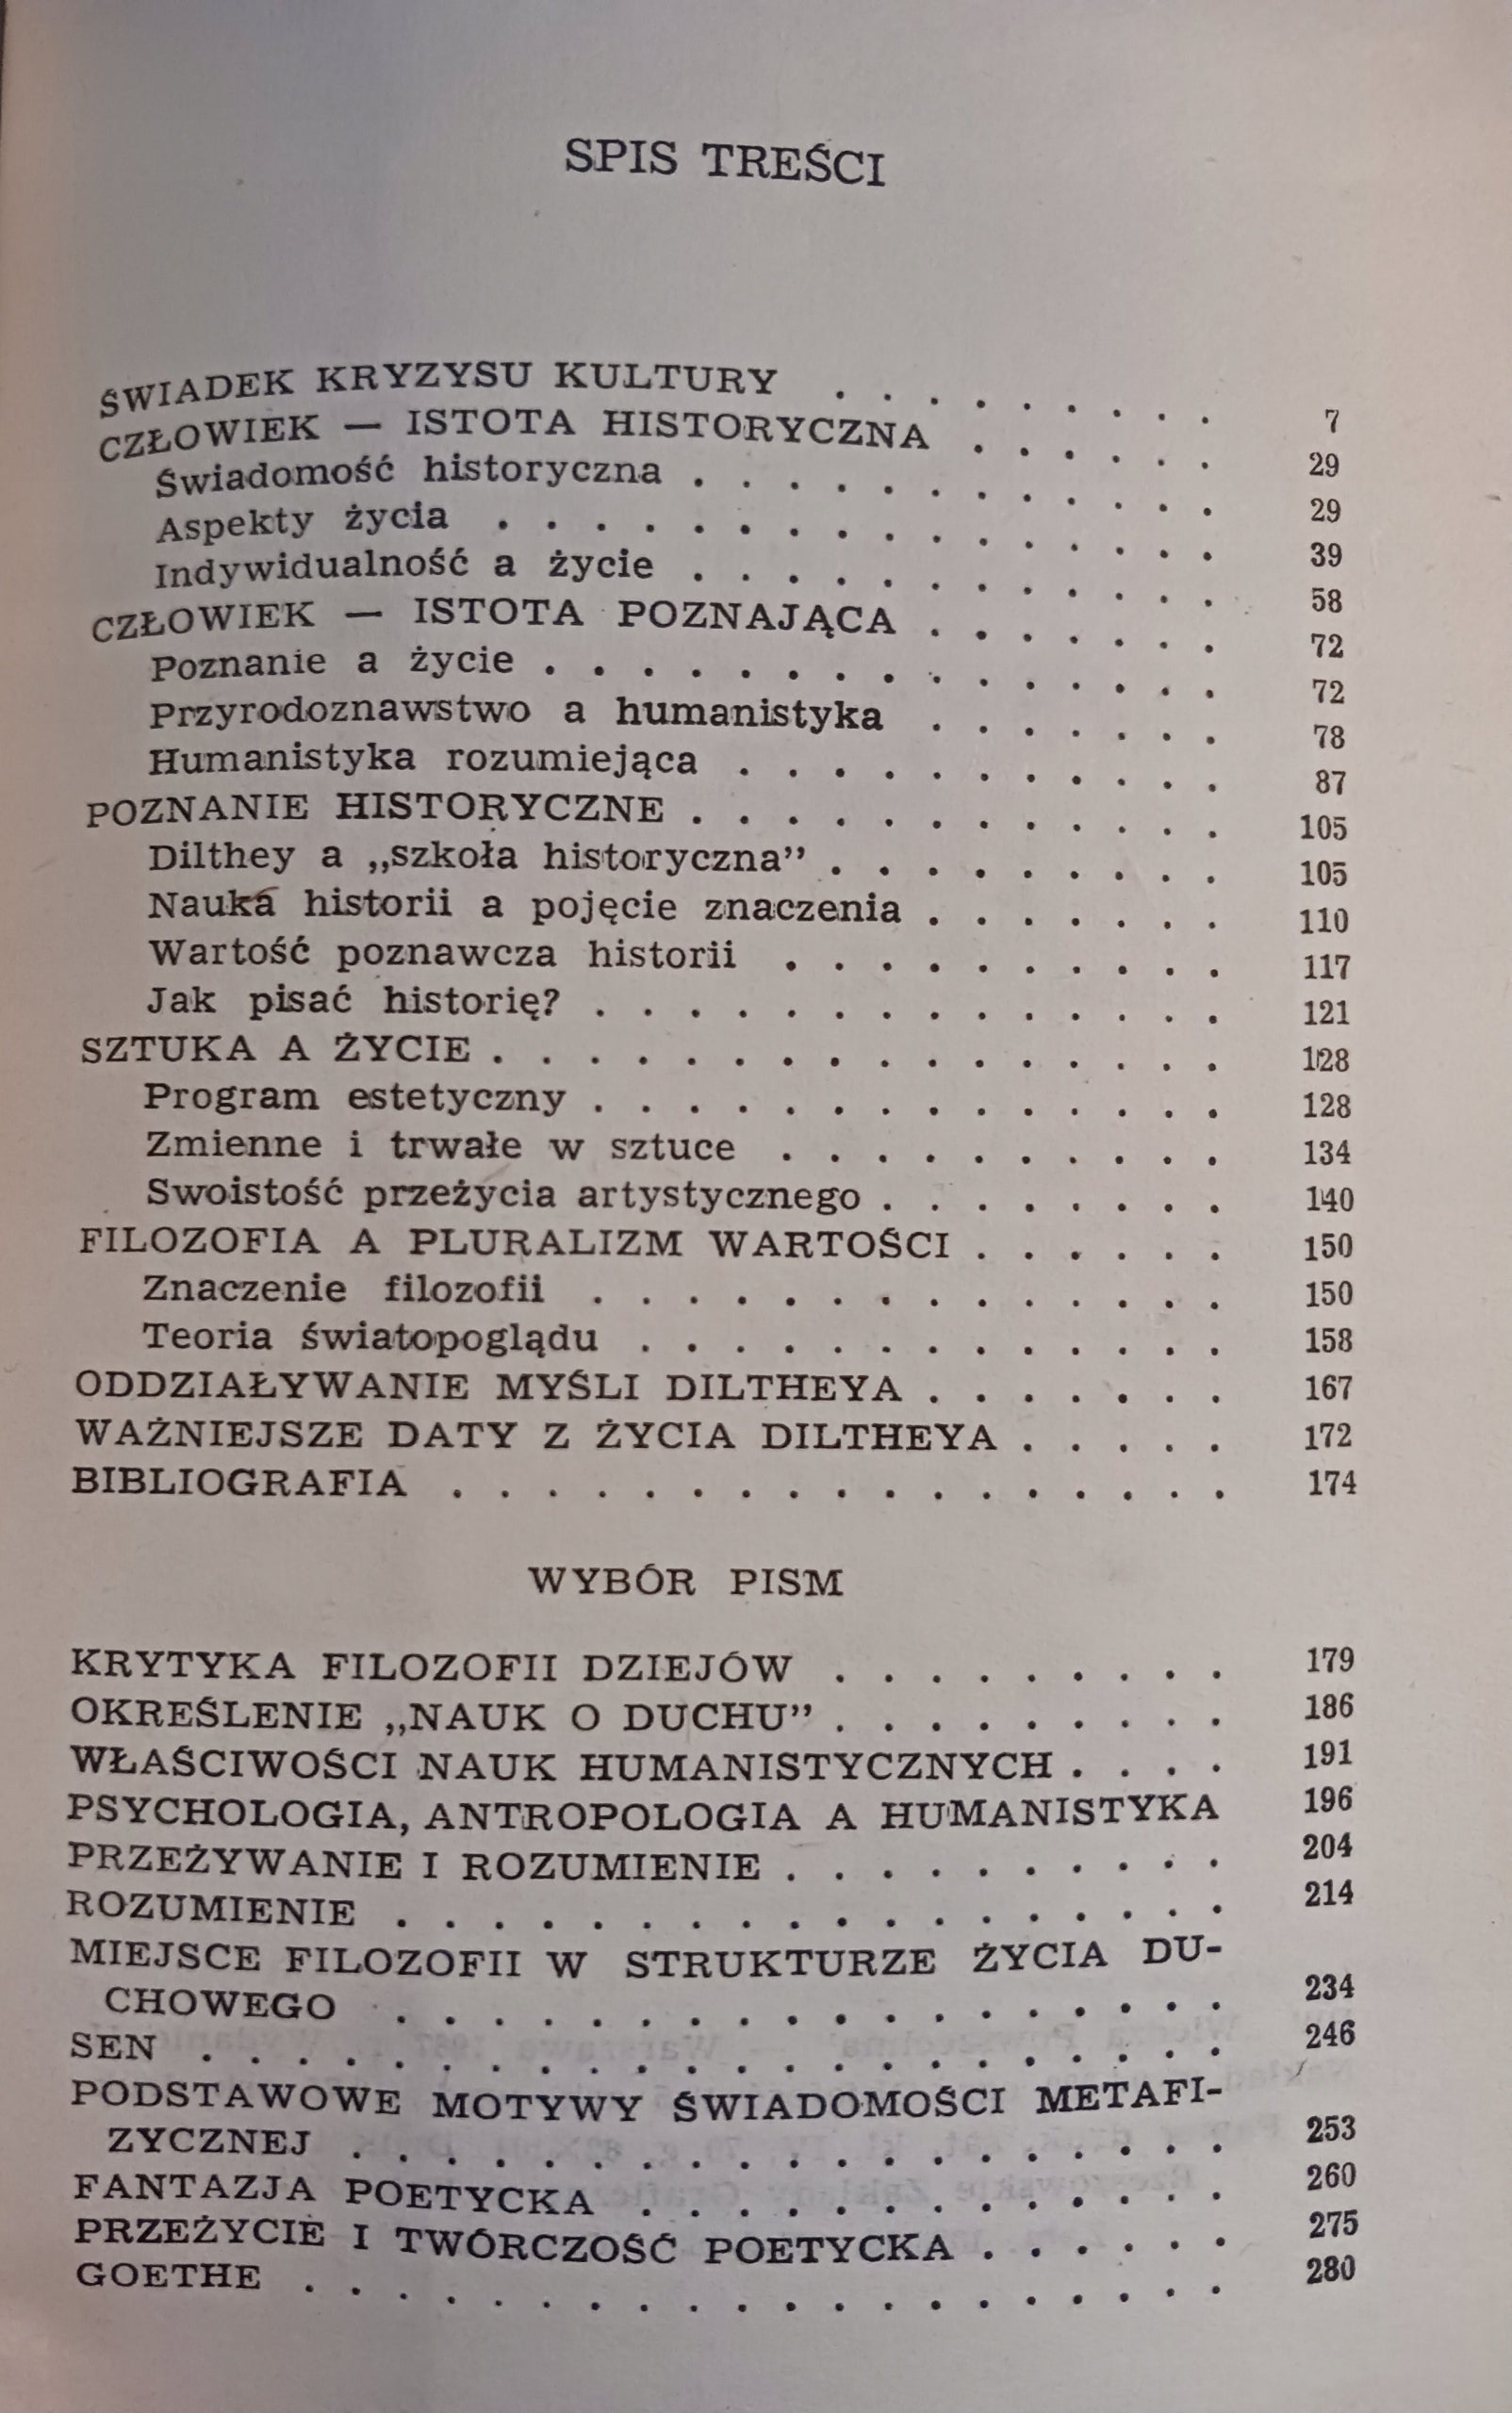 SPIS TREŚCI
ŚWIADEK KRYZYSU KULTURY . . . . . . . . . 7
CZŁOWIEK — ISTOTA HISTORYCZNA . . . . . . 29
Świadomość historyczna . . . . . . . . . . . 29
Aspekty życia . . . . . . . . . . . . . . . 39
Indywidualność a życie . . . . . . . . . . . 58
CZŁOWIEK — ISTOTA POZNAJĄCA . . . . . . . 72
Poznanie a życie . . . . . . . . . . . . . . 72
Przyrodoznawstwo a humanistyka . . . . . . . 78
Humanistyka rozumiejąca . . . . . . . . . . . 87
POZNANIE HISTORYCZNE . . . . . . . . . . . . 105
Dilthey a „szkoła historyczna” . . . . . . . . . 105
Nauka historii a pojęcie znaczenia . . . . . . . 110
Wartość poznawcza historii . . . . . . . . . . 117
Jak pisać historię? . . . . . . . . . . . . . . 121
SZTUKA A ŻYCIE . . . . . . . . . . . . . . . . 128
Program estetyczny . . . . . . . . . . . . . . 128
Zmienne i trwałe w sztuce . . . . . . . . . . 134
Swoistość przeżycia artystycznego . . . . . . . . 140
FILOZOFIA A PLURALIZM WARTOŚCI . . . . . . 150
Znaczenie filozofii . . . . . . . . . . . . . . 150
Teoria światopoglądu . . . . . . . . . . . . . 158
ODDZIAŁYWANIE MYŚLI DILTHEYA . . . . . . . 167
WAŻNIEJSZE DATY Z ŻYCIA DILTHEYA . . . . . 172
BIBLIOGRAFIA . . . . . . . . . . . . . . . . . 174
WYBÓR PISM
KRYTYKA FILOZOFII DZIEJÓW . . . . . . . . . 179
OKREŚLENIE „NAUK O DUCHU” . . . . . . . . . 186
WŁAŚCIWOŚCI NAUK HUMANISTYCZNYCH . . . . 191
PSYCHOLOGIA, ANTROPOLOGIA A HUMANISTYKA 196
PRZEŻYWANIE I ROZUMIENIE . . . . . . . . . . 204
ROZUMIENIE . . . . . . . . . . . . . . . . . . 214
MIEJSCE FILOZOFII W STRUKTURZE ŻYCIA DU-
CHOWEGO . . . . . . . . . . . . . . . . . . 234
SEN . . . . . . . . . . . . . . . . . . . . . . 246
PODSTAWOWE MOTYWY ŚWIADOMOŚCI METAFI-
ZYCZNEJ . . . . . . . . . . . . . . . . . . . 253
FANTAZJA POETYCKA . . . . . . . . . . . . . 260
PRZEŻYCIE I TWÓRCZOŚĆ POETYCKA . . . . . . 275
GOETHE . . . . . . . . . . . . . . . . . . . . 280